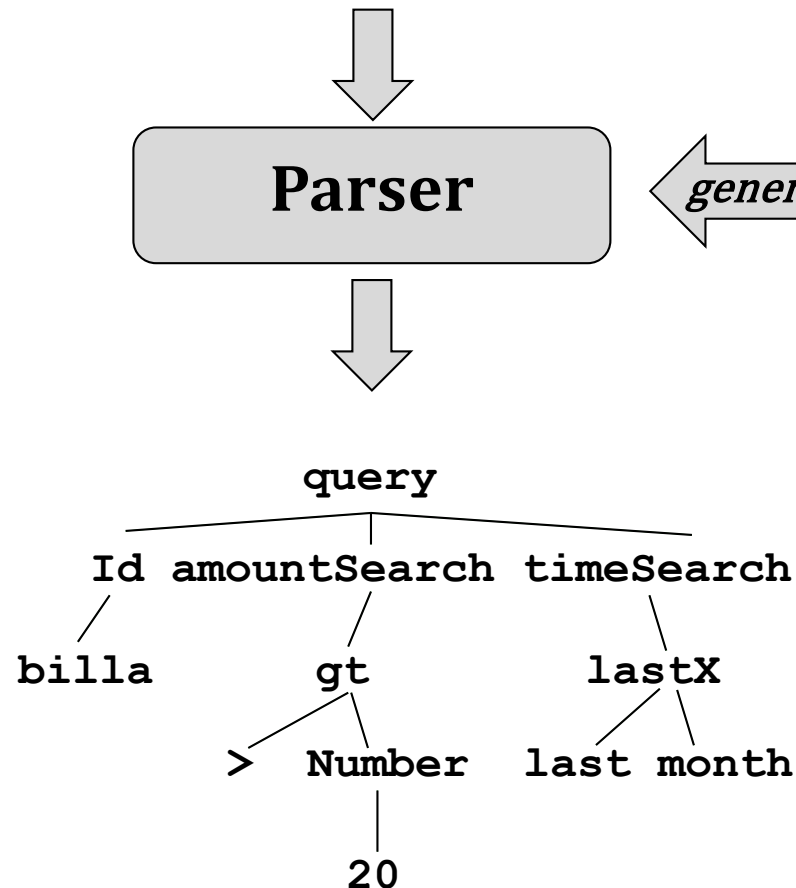 Parser
query
Id amountSearch timeSearch
billa gt lastX
> Number last month
20